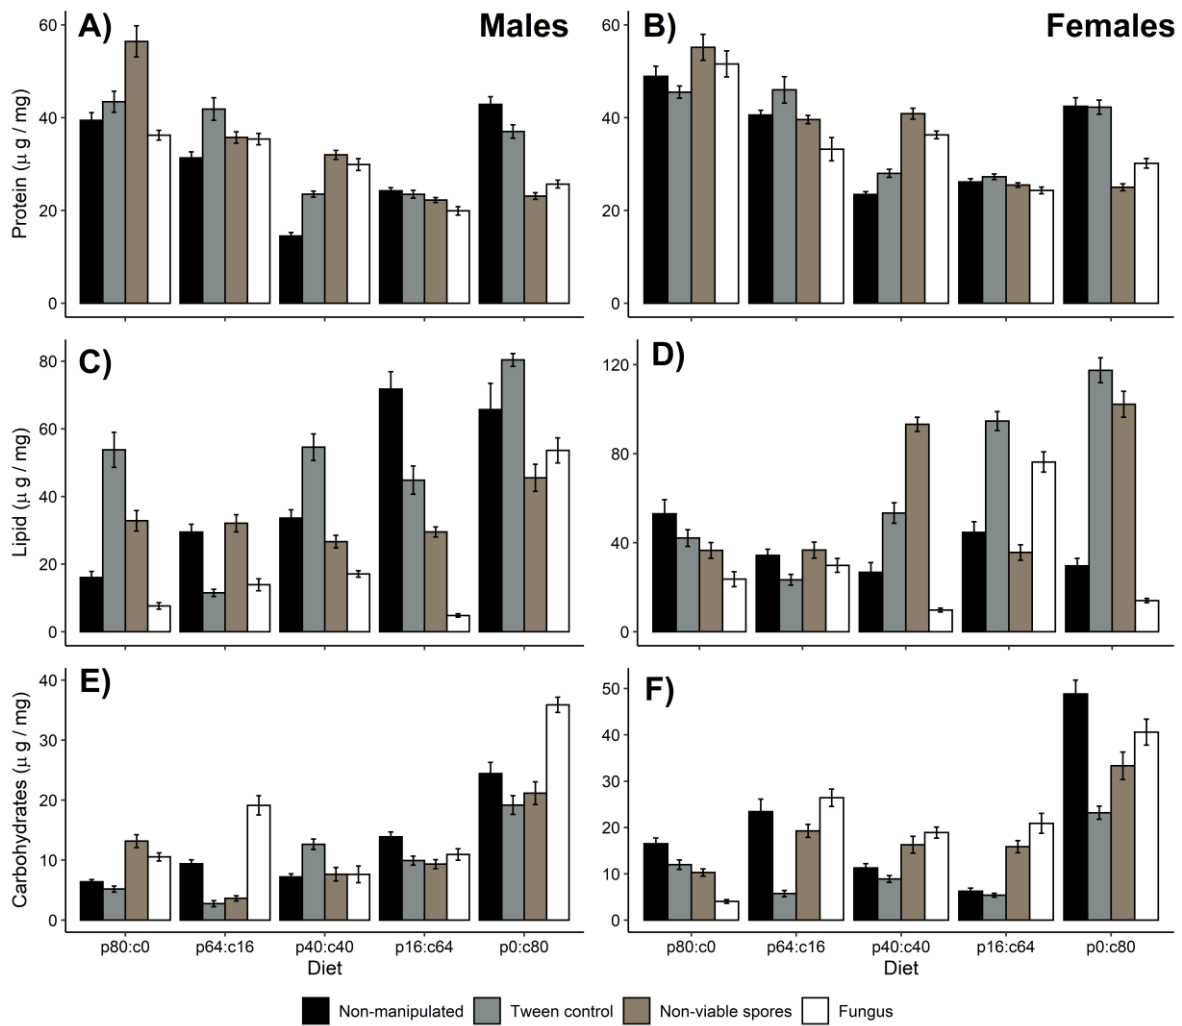 A) Males
B) Females
Protein (μ g / mg)
60
40
20
0
60
40
20
0
C)
D)
Lipid (μ g / mg)
80
60
40
20
0
120
80
40
0
E)
F)
Carbohydrates (μ g / mg)
40
30
20
10
0
50
40
30
20
10
0
p80:c0 p64:c16 p40:c40 p16:c64 p0:c80
p80:c0 p64:c16 p40:c40 p16:c64 p0:c80
Diet
Diet
Non-manipulated Tween control Non-viable spores Fungus